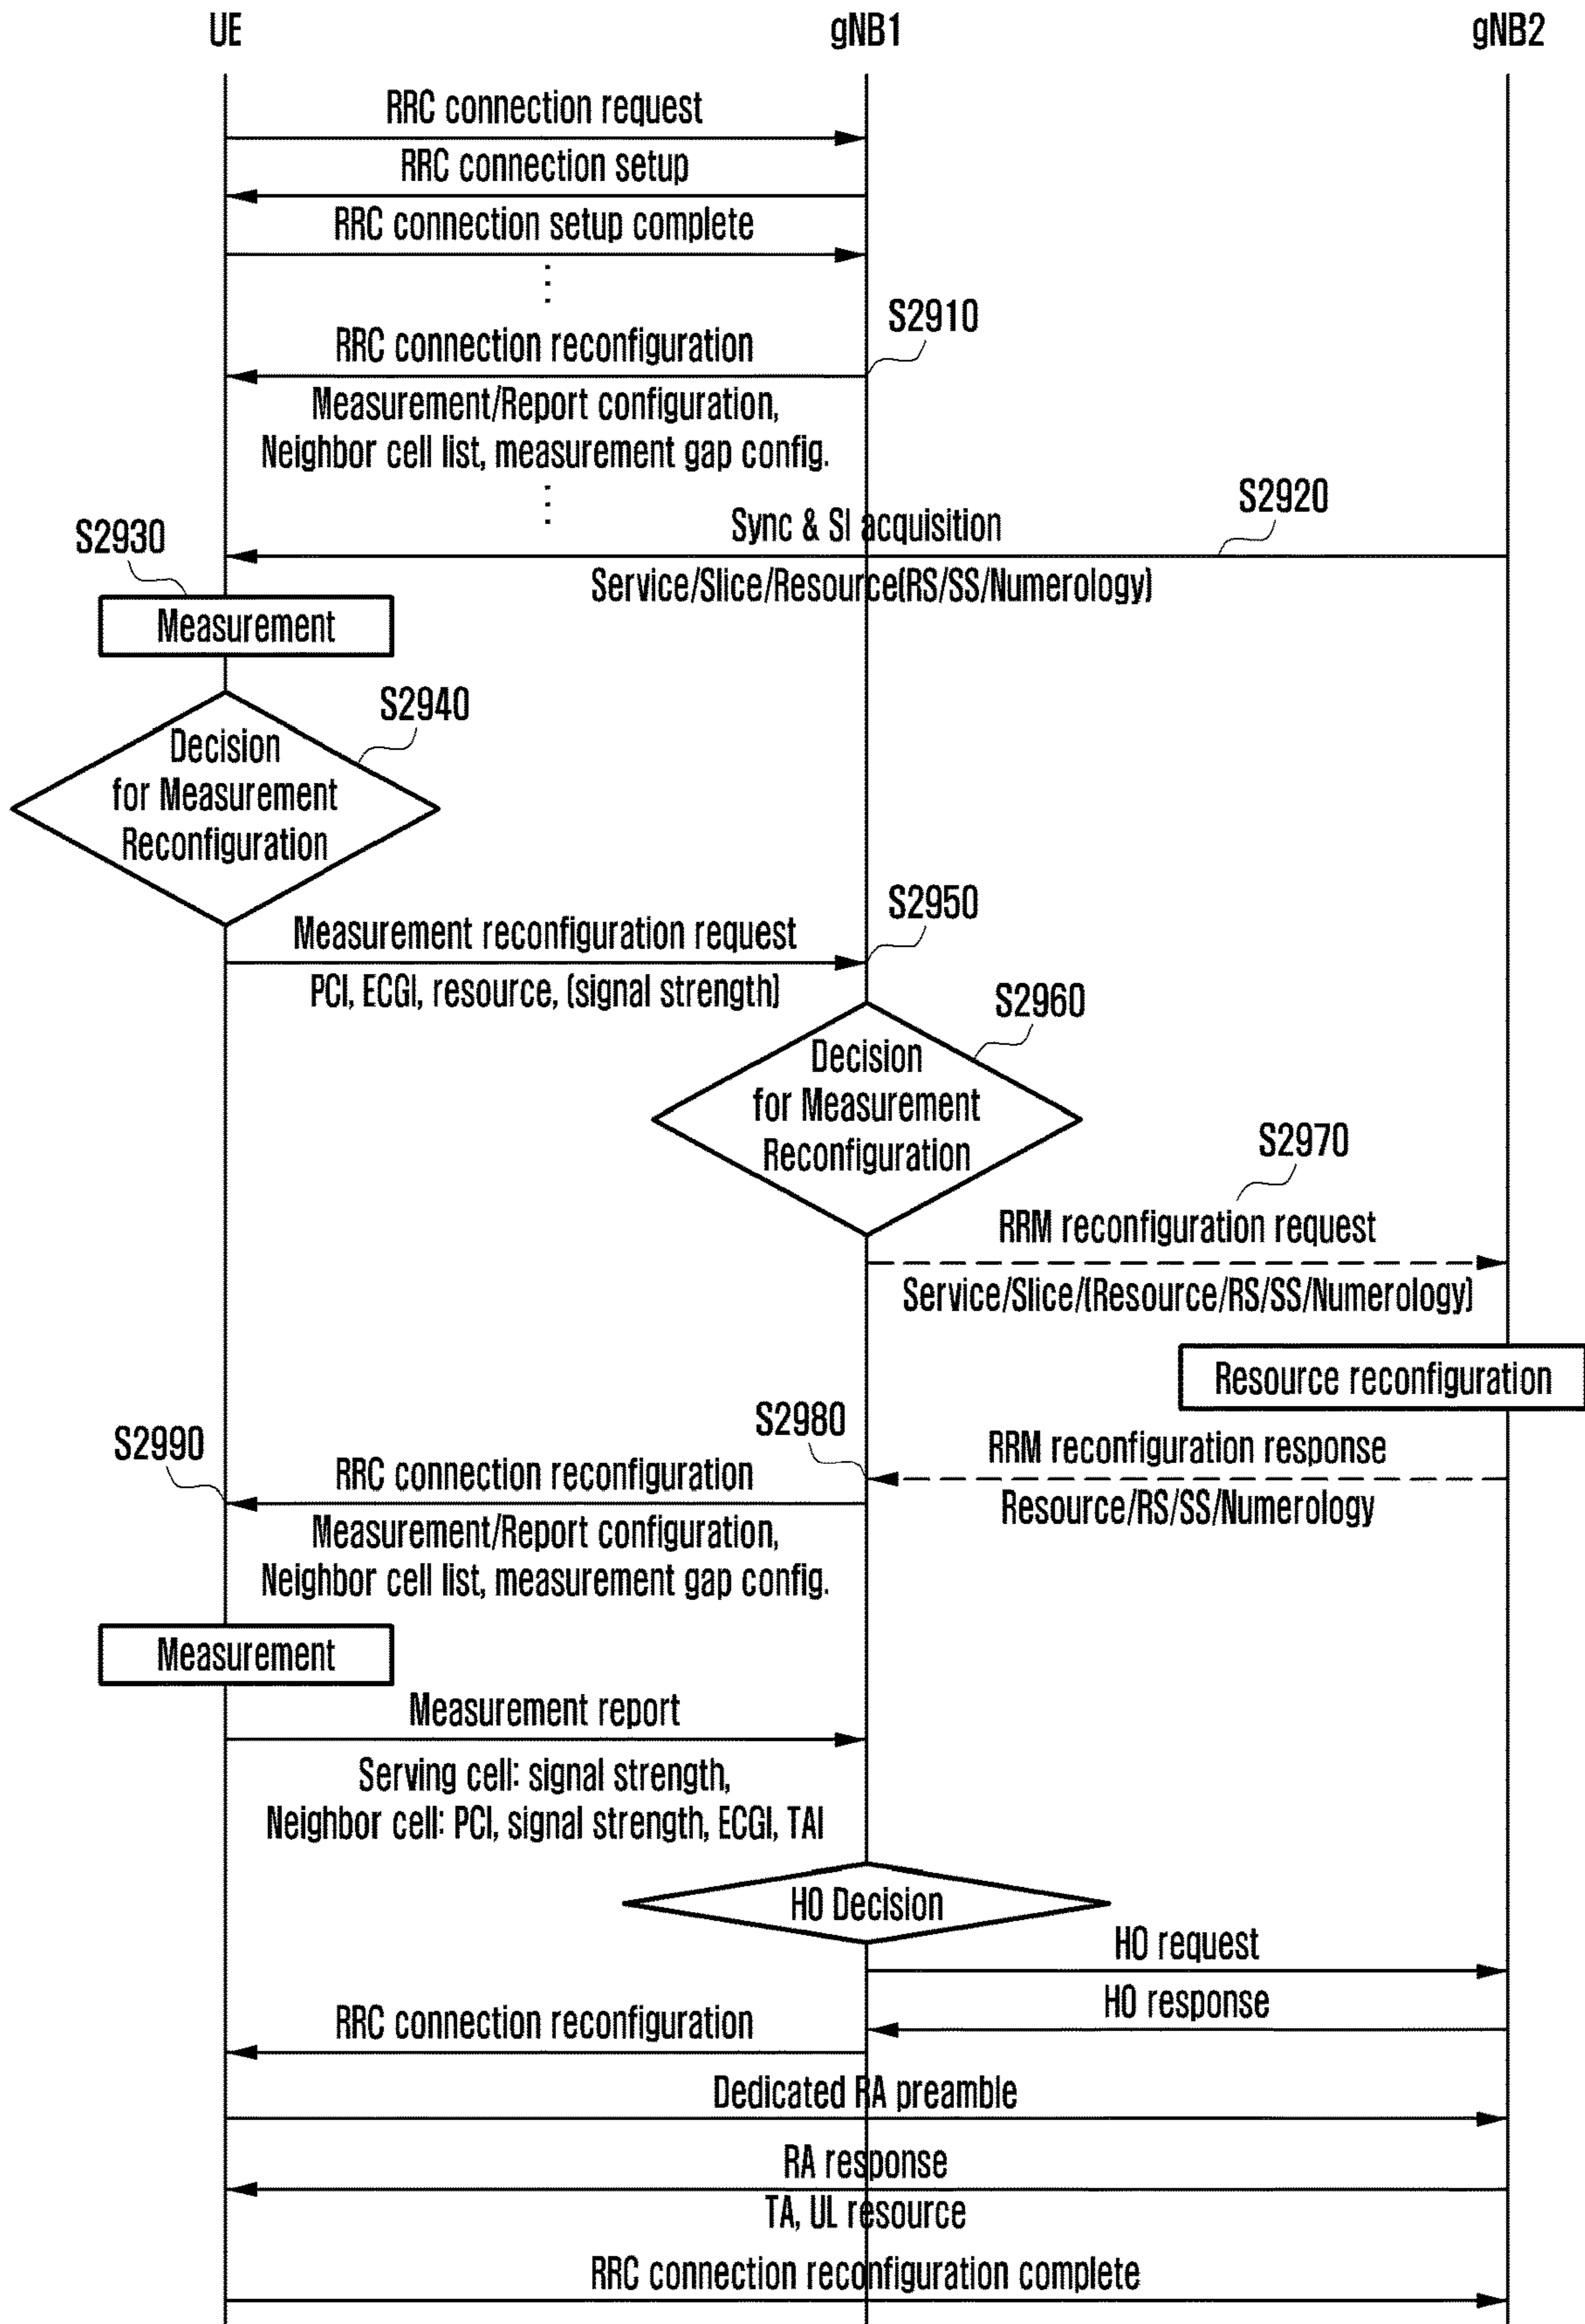 UE
gNB1
gNB2
RRC connection request
RRC connection setup
RRC connection setup complete
S2910
RRC connection reconfiguration
Measurement/Report configuration,
Neighbor cell list, measurement gap config.
S2920
Sync & SI acquisition
S2930
Service/Slice/Resource(RS/SS/Numerology)
Measurement
S2940
Decision
for Measurement
Reconfiguration
S2950
Measurement reconfiguration request
PCI, ECGI, resource, (signal strength)
S2960
Decision
for Measurement
Reconfiguration
S2970
RRM reconfiguration request
Service/Slice/(Resource/RS/SS/Numerology)
Resource reconfiguration
S2980
S2990
RRM reconfiguration response
RRC connection reconfiguration
Resource/RS/SS/Numerology
Measurement/Report configuration,
Neighbor cell list, measurement gap config.
Measurement
Measurement report
Serving cell: signal strength,
Neighbor cell: PCI, signal strength, ECGI, TAI
HO Decision
HO request
HO response
RRC connection reconfiguration
Dedicated RA preamble
RA response
TA, UL resource
RRC connection reconfiguration complete